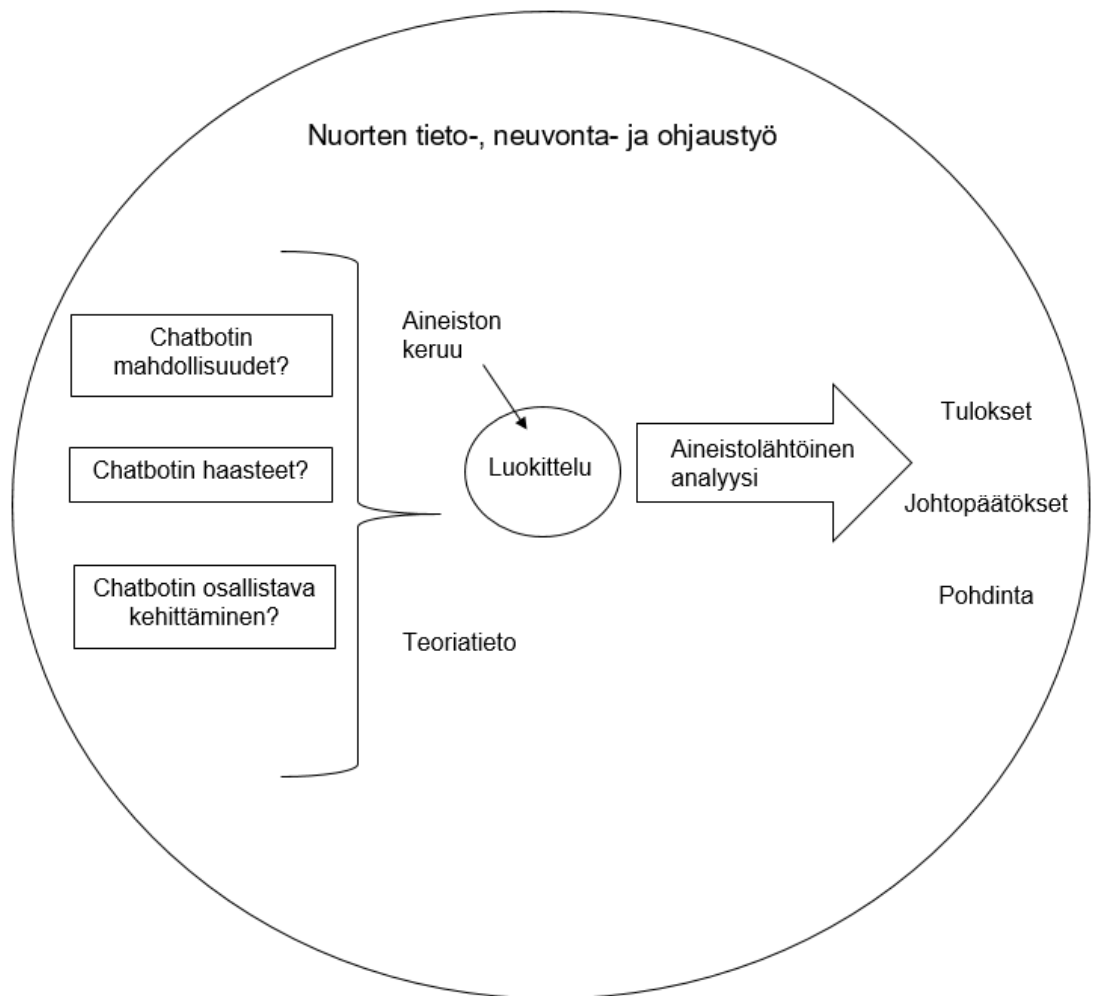 Nuorten tieto-, neuvonta- ja ohjaustyö
Chatbotin
mahdollisuudet?
Chatbotin haasteet?
Chatbotin osallistava
kehittäminen?
Aineiston
keruu
Luokittelu
Teoriatieto
Aineistolähtöinen
analyysi
Tulokset
Johtopäätökset
Pohdinta